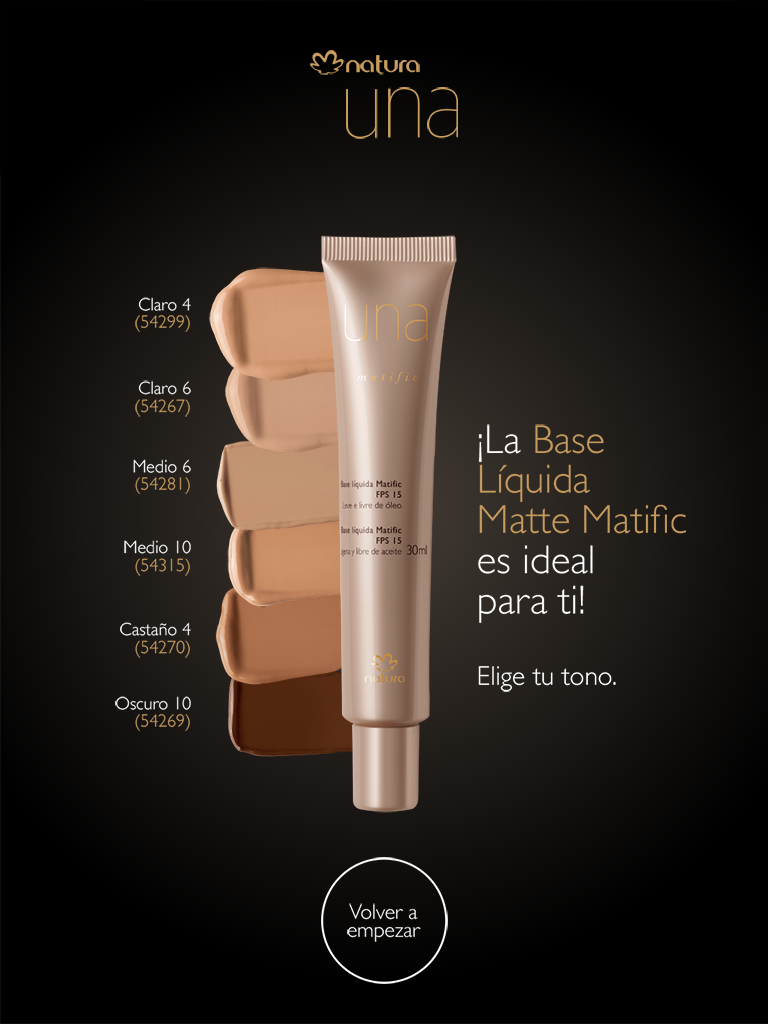 natura
una
Claro 4
(54299)
Claro 6
(54267)
Medio 6
(54281)
Medio 10
(54315)
Castaño 4
(54270)
Oscuro 10
(54269)
una
matific
Base líquida Matific
FPS 15
Leve e livre de óleo
Base líquida Matific
FPS 15
y libre de aceite 30ml
natura
¡La Base
Líquida
Matte Matific
es ideal
para ti!
Elige tu tono.
Volver a
empezar